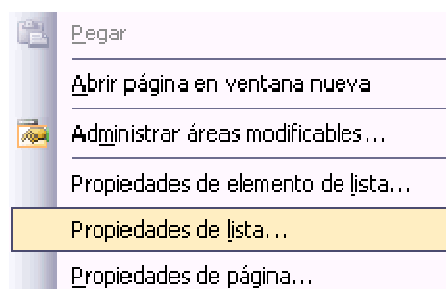 Pegar
Abrir página en ventana nueva
Administrar áreas modificables...
Propiedades de elemento de lista...
Propiedades de lista...
Propiedades de página...